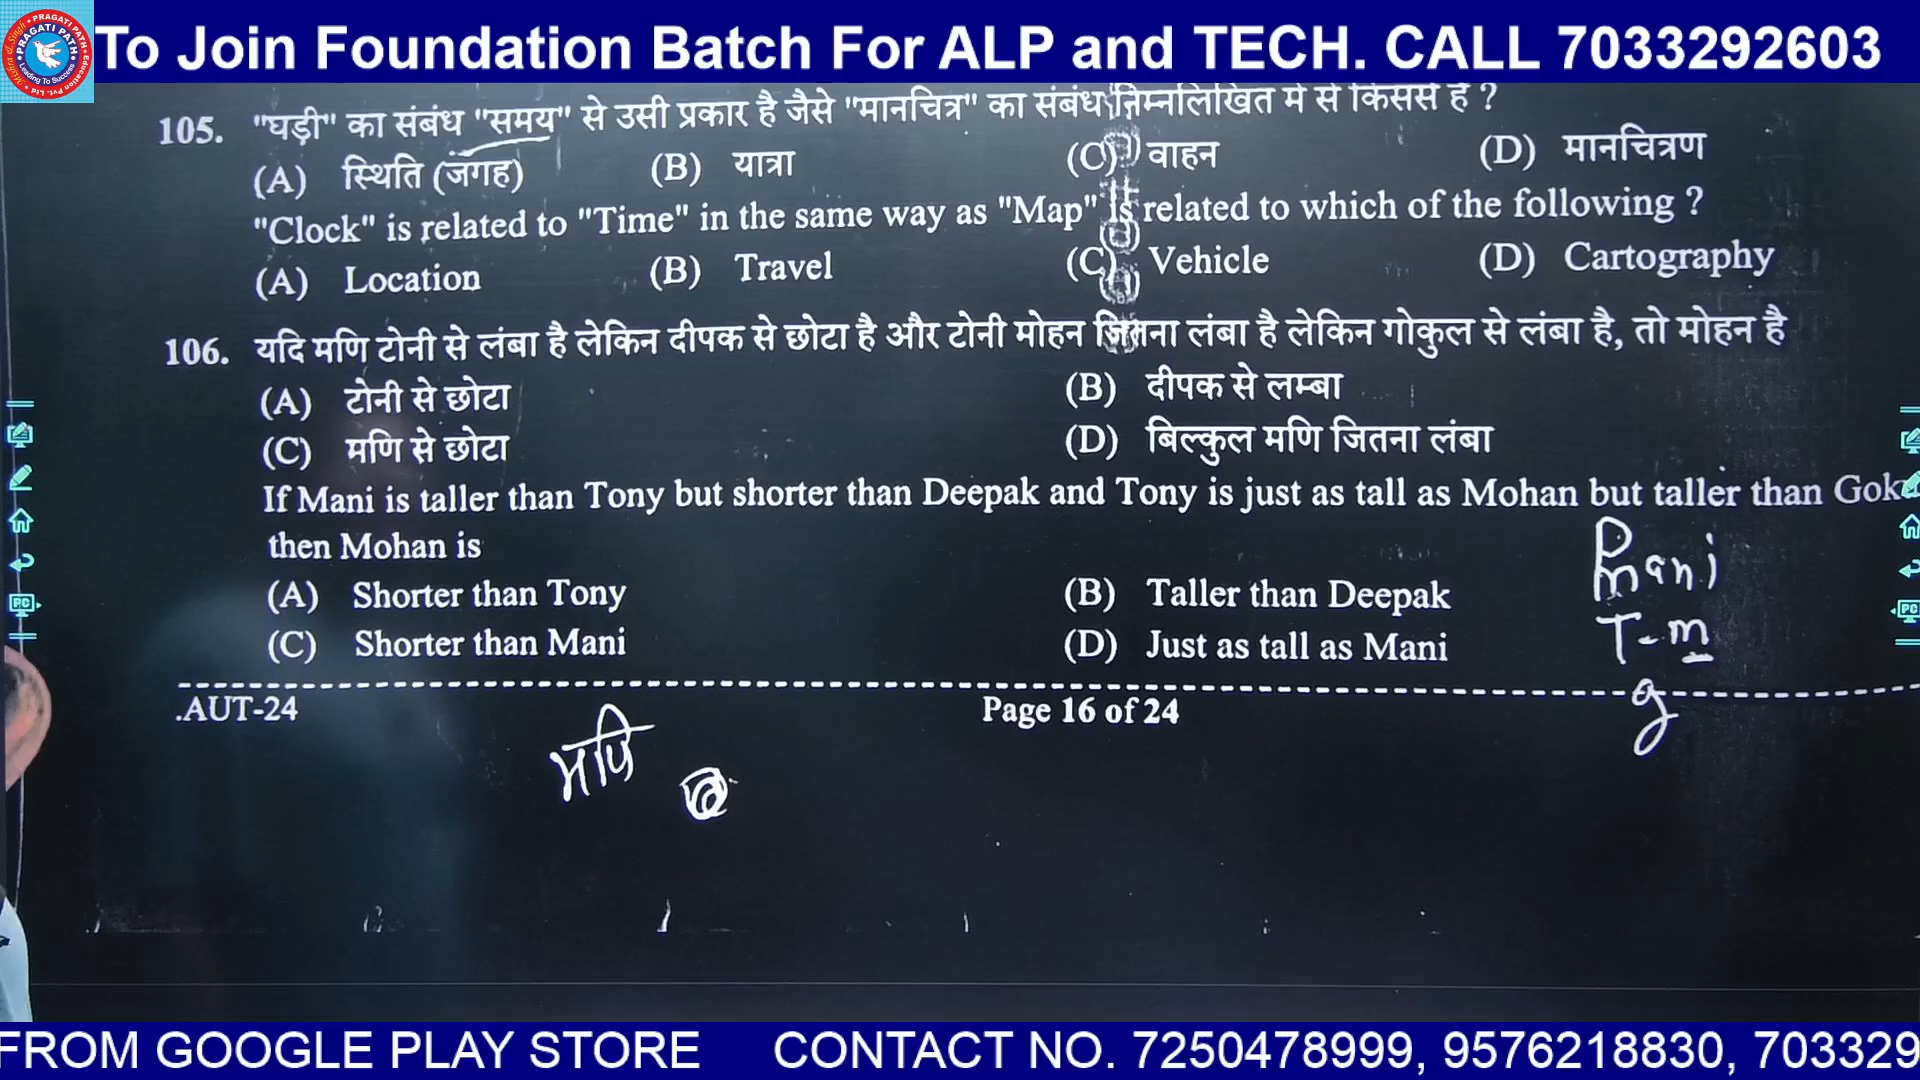 To Join Foundation Batch For ALP and TECH. CALL 7033292603
PRAGATI PATH
105. "घड़ी" का संबंध "समय" से उसी प्रकार है जैसे "मानचित्र" का संबंध निम्नलिखित में से किससे है ?
(A) स्थिति (जगह) (B) यात्रा (C) वाहन (D) मानचित्रण
"Clock" is related to "Time" in the same way as "Map" is related to which of the following ?
(A) Location (B) Travel (C) Vehicle (D) Cartography
106. यदि मणि टोनी से लंबा है लेकिन दीपक से छोटा है और टोनी मोहन जितना लंबा है लेकिन गोकुल से लंबा है, तो मोहन है
(A) टोनी से छोटा (B) दीपक से लम्बा
(C) मणि से छोटा (D) बिल्कुल मणि जितना लंबा
If Mani is taller than Tony but shorter than Deepak and Tony is just as tall as Mohan but taller than
then Mohan is
D
(A) Shorter than Tony (B) Taller than Deepak
mani
(C) Shorter than Mani (D) Just as tall as Mani
T-m
g
.AUT-24 Page 16 of 24
मणि
FROM GOOGLE PLAY STORE CONTACT NO. 7250478999, 9576218830, 703329